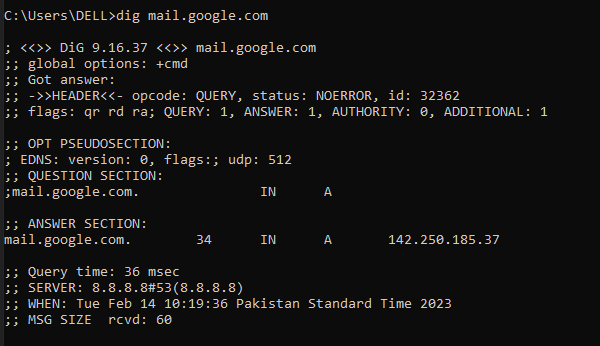 C:\Users\DELL>dig mail.google.com
; <<>> DiG 9.16.37 <<>> mail.google.com
;; global options: +cmd
;; Got answer:
;; ->>HEADER<<- opcode: QUERY, status: NOERROR, id: 32362
;; flags: qr rd ra; QUERY: 1, ANSWER: 1, AUTHORITY: 0, ADDITIONAL: 1
;; OPT PSEUDOSECTION:
; EDNS: version: 0, flags:; udp: 512
;; QUESTION SECTION:
;mail.google.com. IN A
;; ANSWER SECTION:
mail.google.com. 34 IN A 142.250.185.37
;; Query time: 36 msec
;; SERVER: 8.8.8.8#53(8.8.8.8)
;; WHEN: Tue Feb 14 10:19:36 Pakistan Standard Time 2023
;; MSG SIZE rcvd: 60